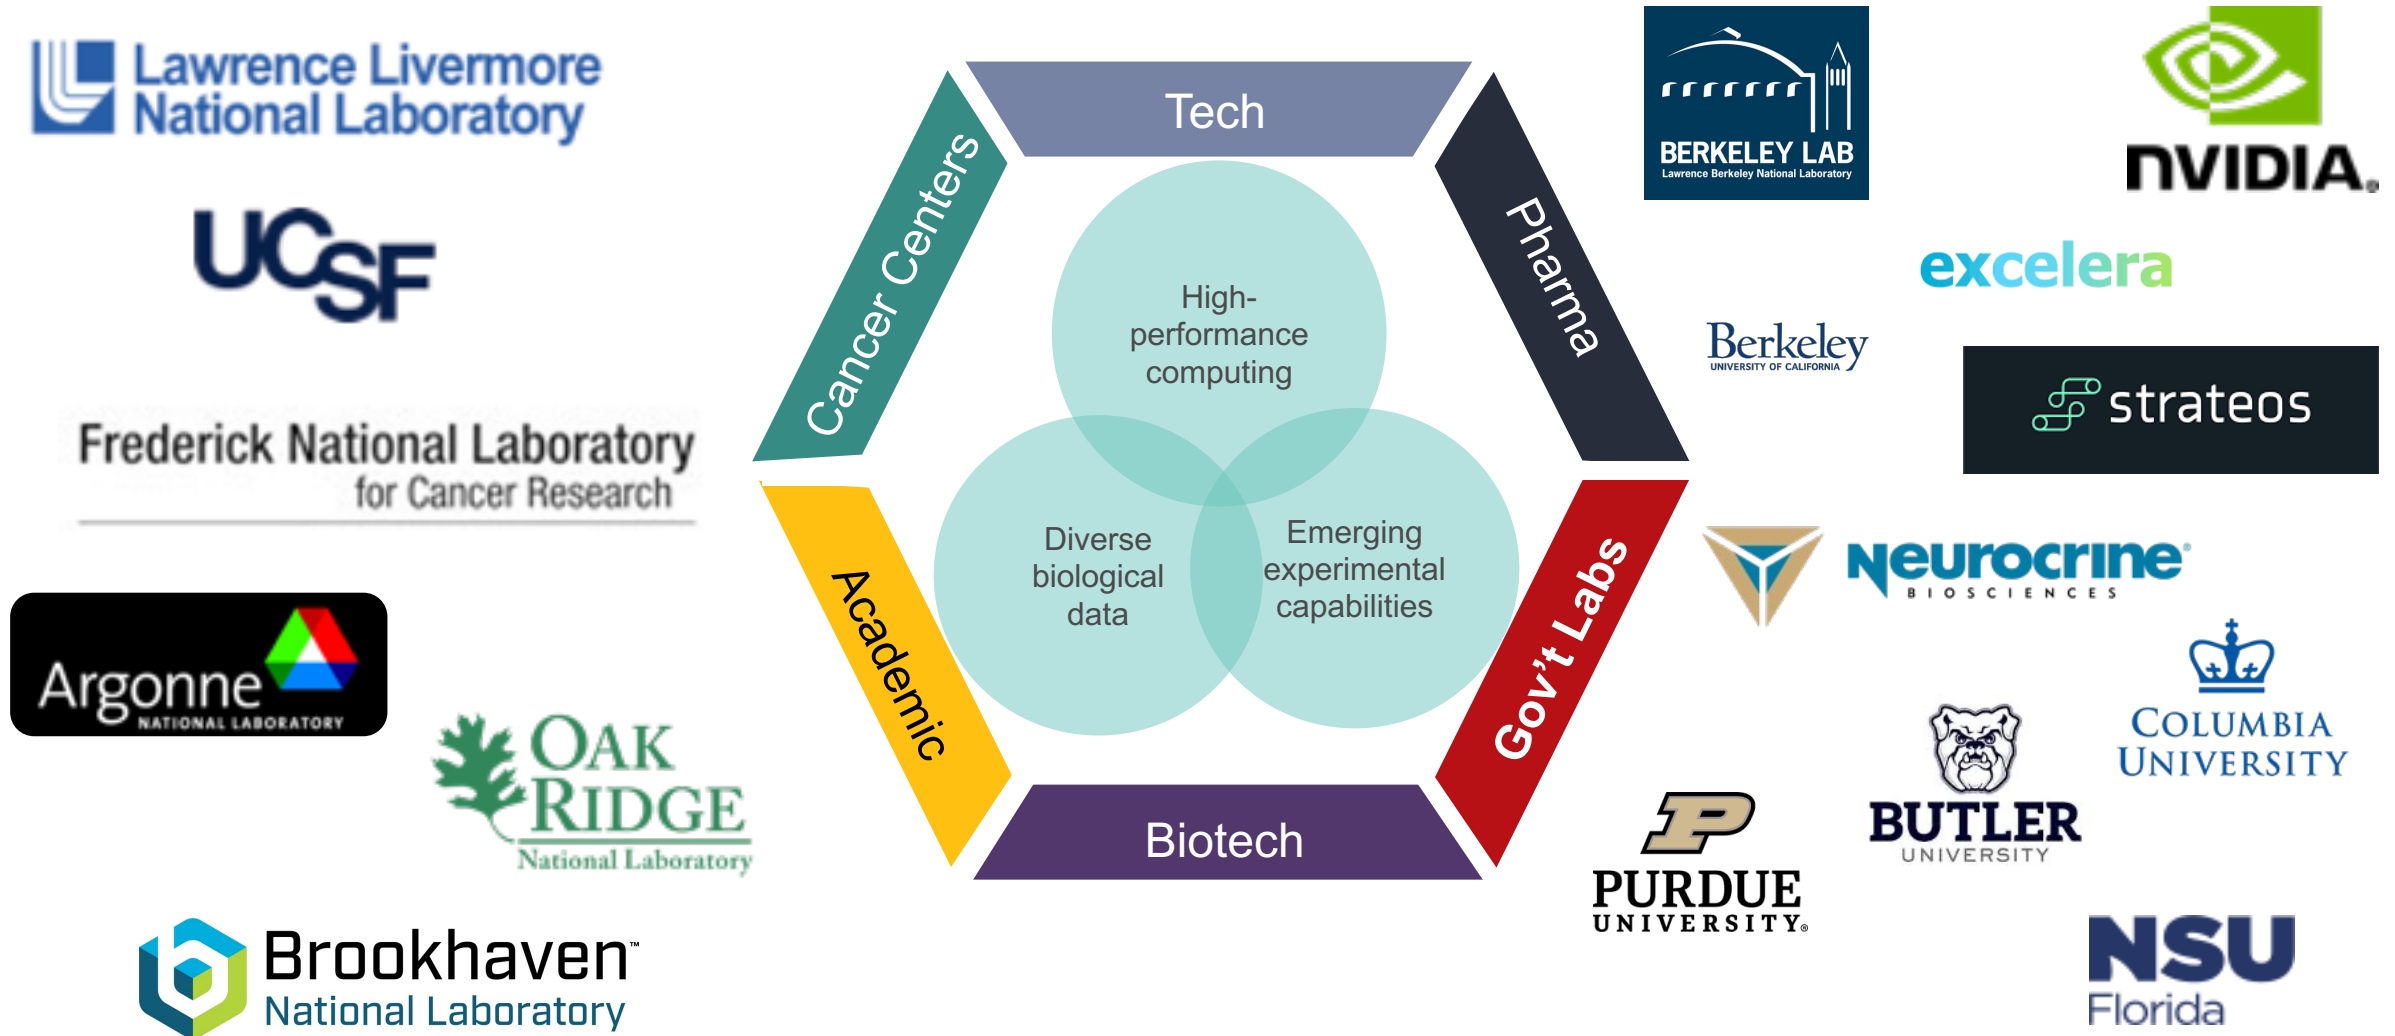 Lawrence Livermore
National Laboratory
UCSF
Frederick National Laboratory
for Cancer Research
Argonne
NATIONAL LABORATORY
OAK
RIDGE
National Laboratory
Brookhaven™
National Laboratory
Tech
Cancer Centers
Pharma
High-
performance
computing
Diverse
biological
data
Emerging
experimental
capabilities
Academic
Gov't Labs
Biotech
BERKELEY LAB
Lawrence Berkeley National Laboratory
nVIDIA®
excelera
Berkeley
UNIVERSITY OF CALIFORNIA
strateos
Neurocrine®
BIOSCIENCES
COLUMBIA
UNIVERSITY
BUTLER
UNIVERSITY
P
PURDUE
UNIVERSITY®
NSU
Florida